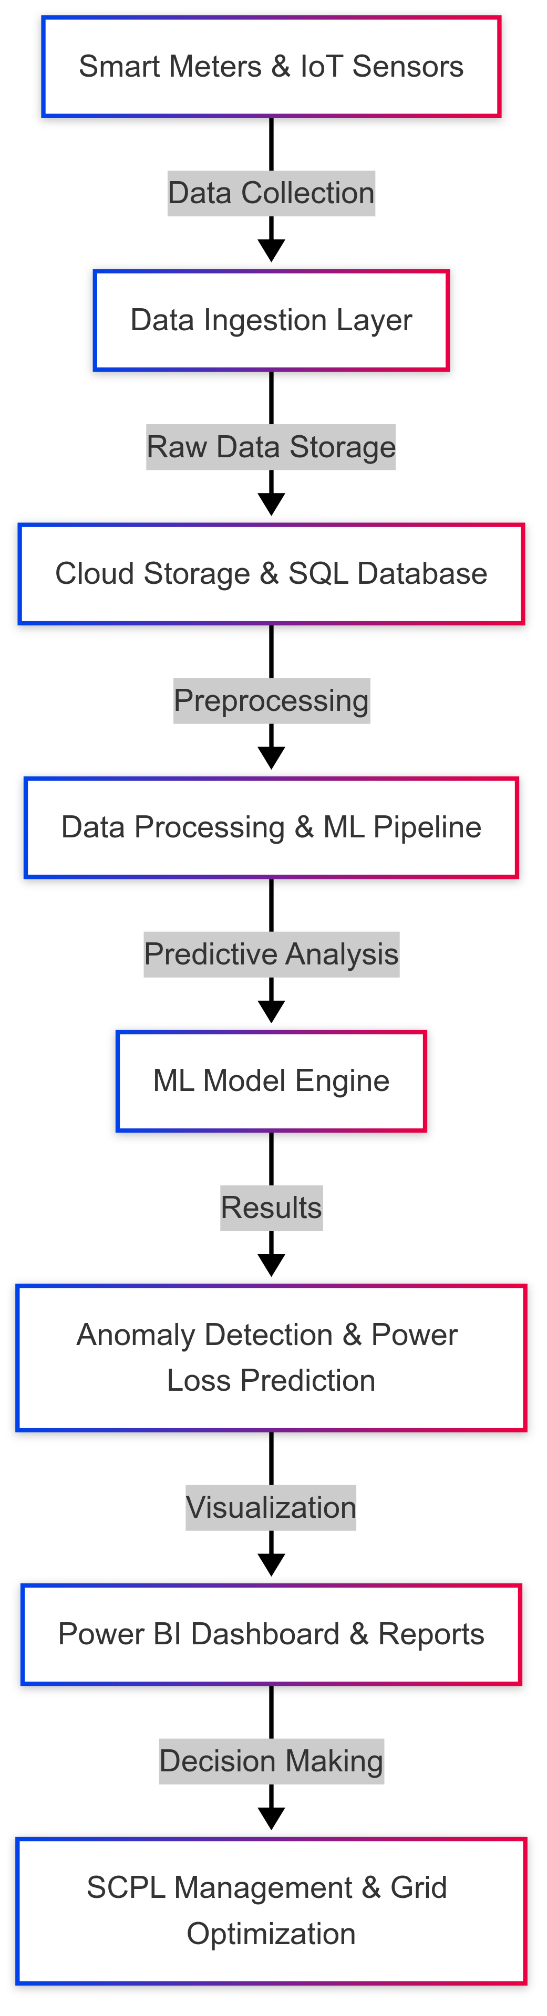 Smart Meters & IoT Sensors
Data Collection
Data Ingestion Layer
Raw Data Storage
Cloud Storage & SQL Database
Preprocessing
Data Processing & ML Pipeline
Predictive Analysis
ML Model Engine
Results
Anomaly Detection & Power
Loss Prediction
Visualization
Power BI Dashboard & Reports
Decision Making
SCPL Management & Grid
Optimization